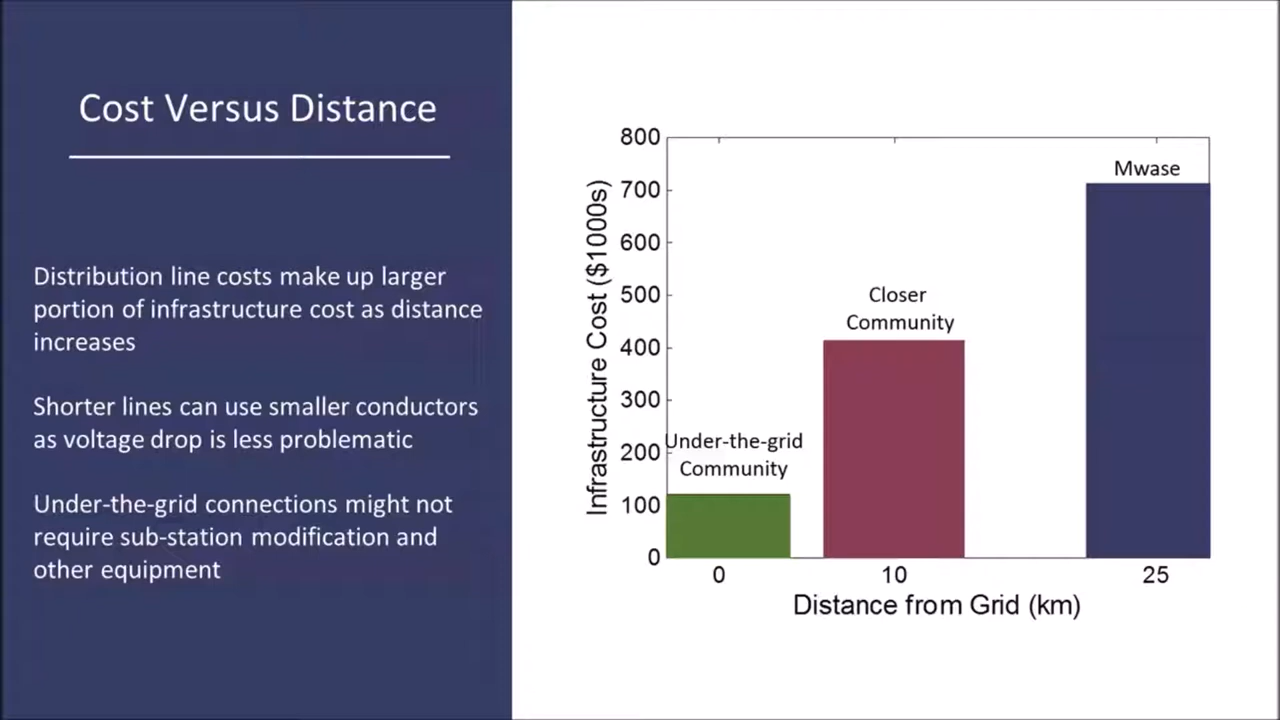 Cost Versus Distance
Distribution line costs make up larger
portion of infrastructure cost as distance
increases
Shorter lines can use smaller conductors
as voltage drop is less problematic
Under-the-grid connections might not
require sub-station modification and
other equipment
Infrastructure Cost ($1000s)
800
700
600
500
400
300
200
100
0
Under-the-grid
Community
Closer
Community
Mwase
0
10
25
Distance from Grid (km)